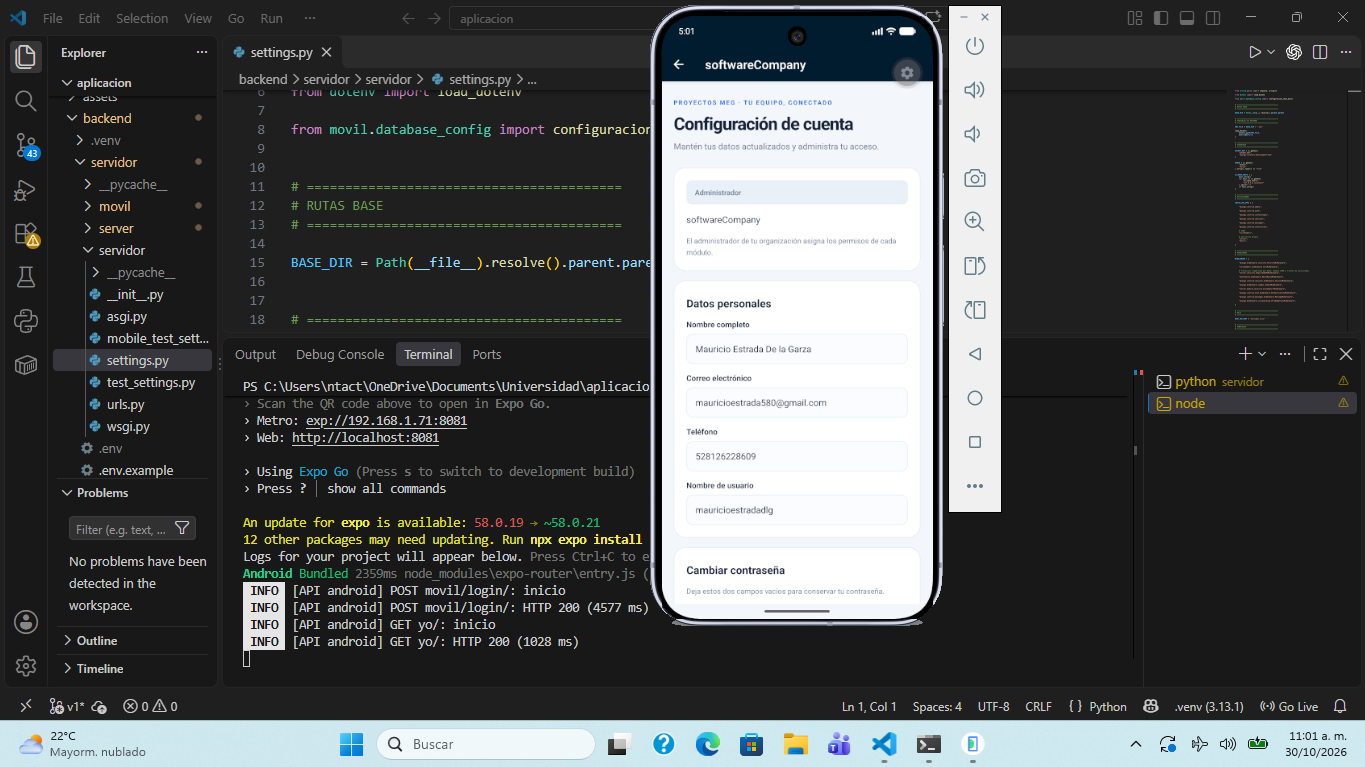 File Edit Selection View Go Run ···
aplicacion
Explorer
aplicacion
assets
backend
.venv
servidor
__pycache__
movil
server
servidor
__pycache__
__init__.py
asgi.py
mobile_test_sett...
settings.py
test_settings.py
urls.py
wsgi.py
.env
.env.example
43
Problems
Filter (e.g. text, ...
No problems have been
detected in the
workspace.
Outline
Timeline
settings.py
backend > servidor > servidor > settings.py > ...
6 from dotenv import load_dotenv
8 from movil.database_config import configuracion
9
10
11 # ========================================
12 # RUTAS BASE
13 # ========================================
14
15 BASE_DIR = Path(__file__).resolve().parent.pare
16
17
18 # ========================================
Output Debug Console Terminal Ports
PS C:\Users\ntact\OneDrive\Documents\Universidad\aplicacio
› Scan the QR code above to open in Expo Go.
› Metro: exp://192.168.1.71:8081
› Web: http://localhost:8081
› Using Expo Go (Press s to switch to development build)
› Press ? │ show all commands
An update for expo is available: 58.0.19 → ~58.0.21
12 other packages may need updating. Run npx expo install
Logs for your project will appear below. Press Ctrl+C to e
Android Bundled 2359ms node_modules\expo-router\entry.js (
INFO [API android] POST movil/login/: inicio
INFO [API android] POST movil/login/: HTTP 200 (4577 ms)
INFO [API android] GET yo/: inicio
INFO [API android] GET yo/: HTTP 200 (1028 ms)
python servidor
node
5:01
softwareCompany
PROYECTOS MEG · TU EQUIPO, CONECTADO
Configuración de cuenta
Mantén tus datos actualizados y administra tu acceso.
Administrador
softwareCompany
El administrador de tu organización asigna los permisos de cada
módulo.
Datos personales
Nombre completo
Mauricio Estrada De la Garza
Correo electrónico
mauricioestrada580@gmail.com
Teléfono
528126228609
Nombre de usuario
mauricioestradadlg
Cambiar contraseña
Deja estos dos campos vacíos para conservar tu contraseña.
v1* 0 0 Ln 1, Col 1 Spaces: 4 UTF-8 CRLF { } Python .venv (3.13.1) Go Live
22°C
Mayorm. nublado
Buscar
11:01 a. m.
30/10/2026